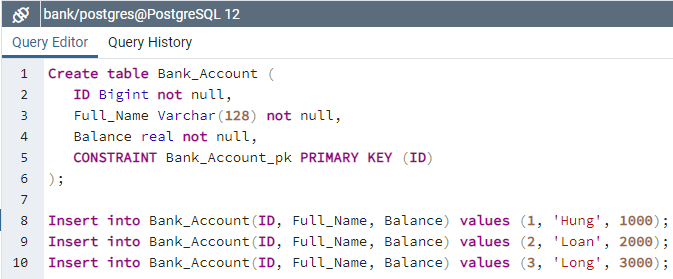 bank/postgres@PostgreSQL 12
Query Editor Query History
1 Create table Bank_Account (
2 ID Bigint not null,
3 Full_Name Varchar(128) not null,
4 Balance real not null,
5 CONSTRAINT Bank_Account_pk PRIMARY KEY (ID)
6 );
7
8 Insert into Bank_Account(ID, Full_Name, Balance) values (1, 'Hung', 1000);
9 Insert into Bank_Account(ID, Full_Name, Balance) values (2, 'Loan', 2000);
10 Insert into Bank_Account(ID, Full_Name, Balance) values (3, 'Long', 3000);